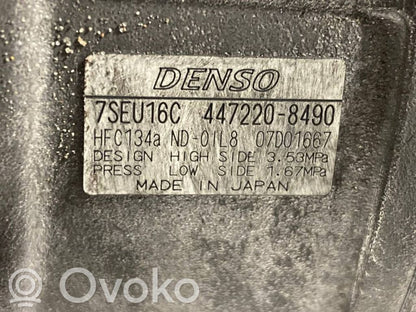 DENSO
7SEU16C 447220-8490
HFC134a ND-OIL8 07D01667
DESIGN HIGH SIDE 3.53MPa
PRESS LOW SIDE 1.67MPa
MADE IN JAPAN
ovoko